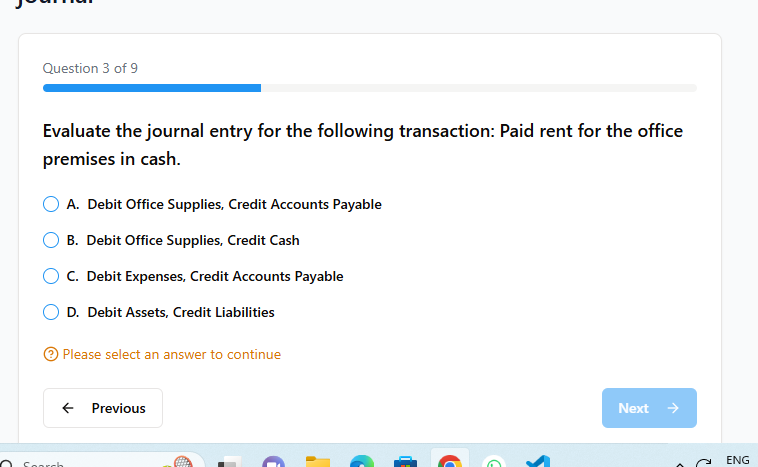 Journal
Question 3 of 9
Evaluate the journal entry for the following transaction: Paid rent for the office
premises in cash.
A. Debit Office Supplies, Credit Accounts Payable
B. Debit Office Supplies, Credit Cash
C. Debit Expenses, Credit Accounts Payable
D. Debit Assets, Credit Liabilities
Please select an answer to continue
Previous
Next
Search
ENG